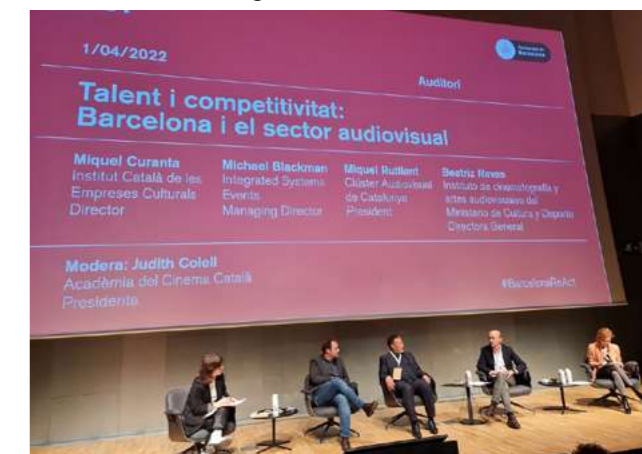 1/04/2022
Auditori
Talent i competitivitat:
Barcelona i el sector audiovisual
Miquel Curanta
Institut Català de les
Empreses Culturals
Director
Michael Blackman
Integrated Systems
Events
Managing Director
Miquel Rutllant
Clúster Audiovisual
de Catalunya
President
Beatriz Navas
Instituto de cinematografía y
artes audiovisuales del
Ministerio de Cultura y Deporte
Directora General
Modera: Judith Colell
Acadèmia del Cinema Català
Presidenta
#BarcelonaReAct